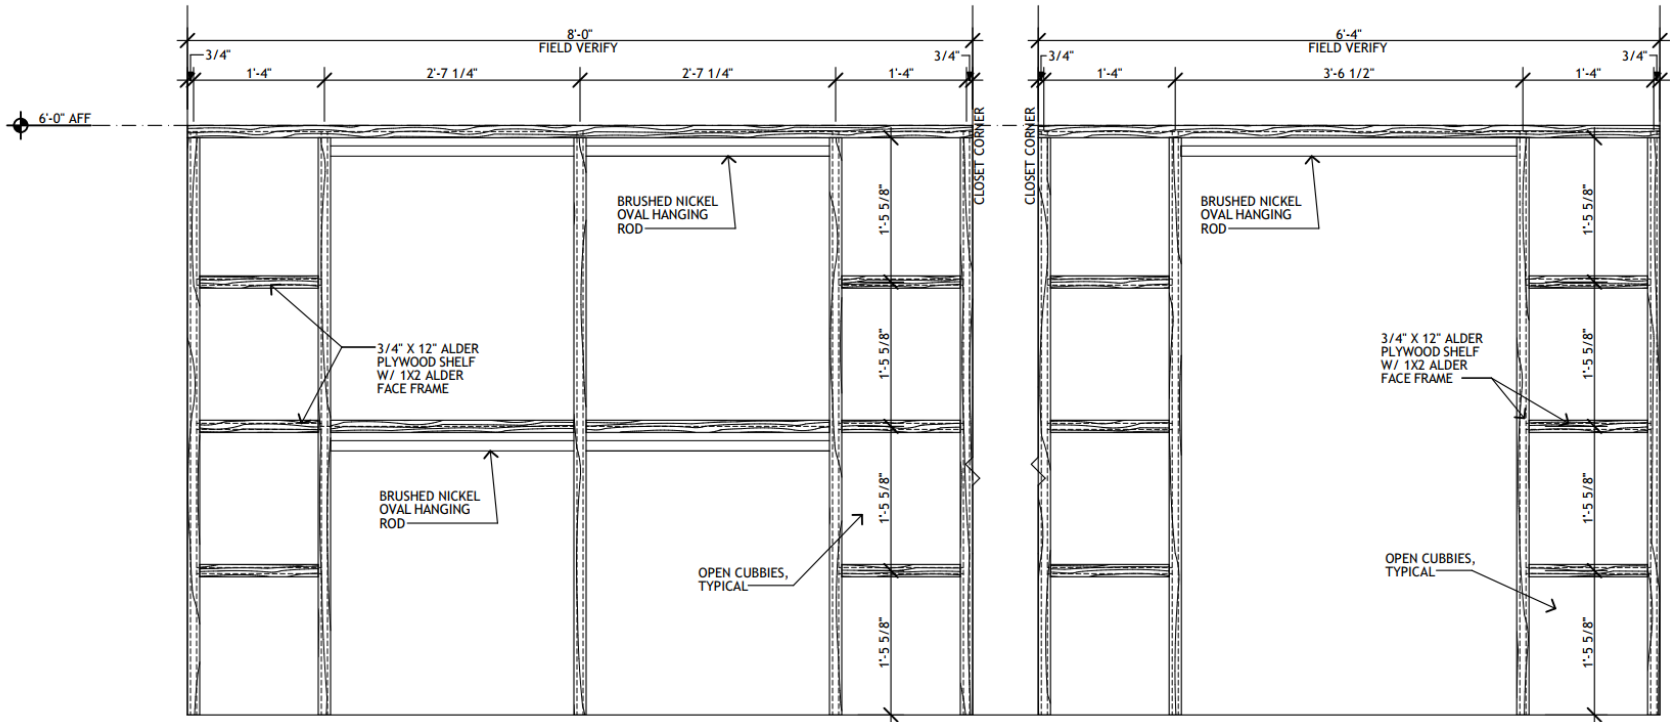 8'-0"
FIELD VERIFY
3/4"
3/4"
1'-4"
2'-7 1/4"
2'-7 1/4"
1'-4"
6'-4"
FIELD VERIFY
3/4"
3/4"
1'-4"
3'-6 1/2"
1'-4"
6'-0" AFF
CLOSET CORNER
CLOSET CORNER
BRUSHED NICKEL
OVAL HANGING
ROD
1'-5 5/8"
BRUSHED NICKEL
OVAL HANGING
ROD
1'-5 5/8"
3/4" X 12" ALDER
PLYWOOD SHELF
W/ 1X2 ALDER
FACE FRAME
1'-5 5/8"
3/4" X 12" ALDER
PLYWOOD SHELF
W/ 1X2 ALDER
FACE FRAME
1'-5 5/8"
BRUSHED NICKEL
OVAL HANGING
ROD
1'-5 5/8"
1'-5 5/8"
OPEN CUBBIES,
TYPICAL
1'-5 5/8"
OPEN CUBBIES,
TYPICAL
1'-5 5/8"